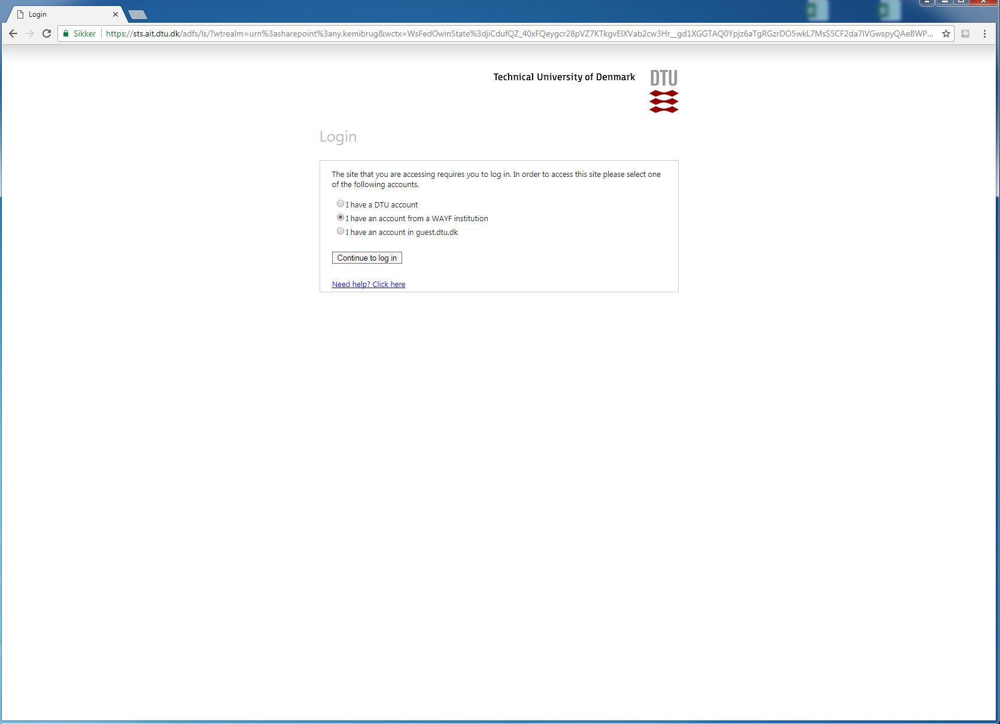 Login
Sikker
https://sts.ait.dtu.dk/adfs/ls/?wtrealm=urn%3asharepoint%3any.kemibrug&wctx=WsFedOwinState%3djiCdufQZ_40xFQeygcr28pVZ7KTkgvElXVab2cw3Hr__gd1XGGTAQ0Ypjz6aTgRGzrDO5wkL7MsS5CF2da7lVGwspyQAeBWP...
Technical University of Denmark
DTU
Login
The site that you are accessing requires you to log in. In order to access this site please select one
of the following accounts.
I have a DTU account
I have an account from a WAYF institution
I have an account in guest.dtu.dk
Continue to log in
Need help? Click here